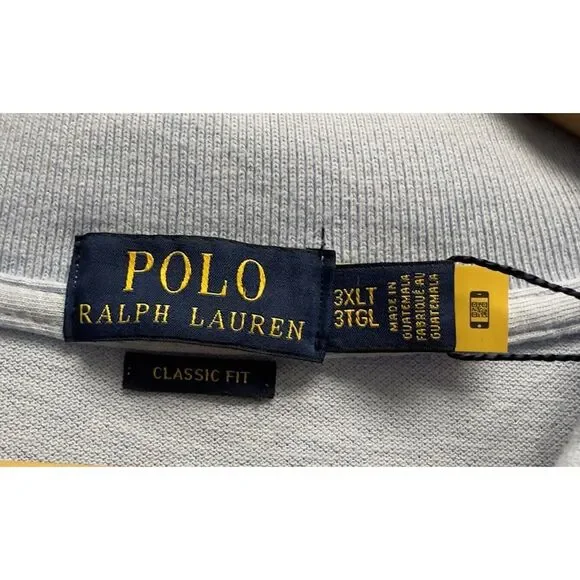 POLO
RALPH LAUREN
CLASSIC FIT
3XLT
3TGL
MADE IN
GUATEMALA
FABRIQUÉ AU
GUATEMALA